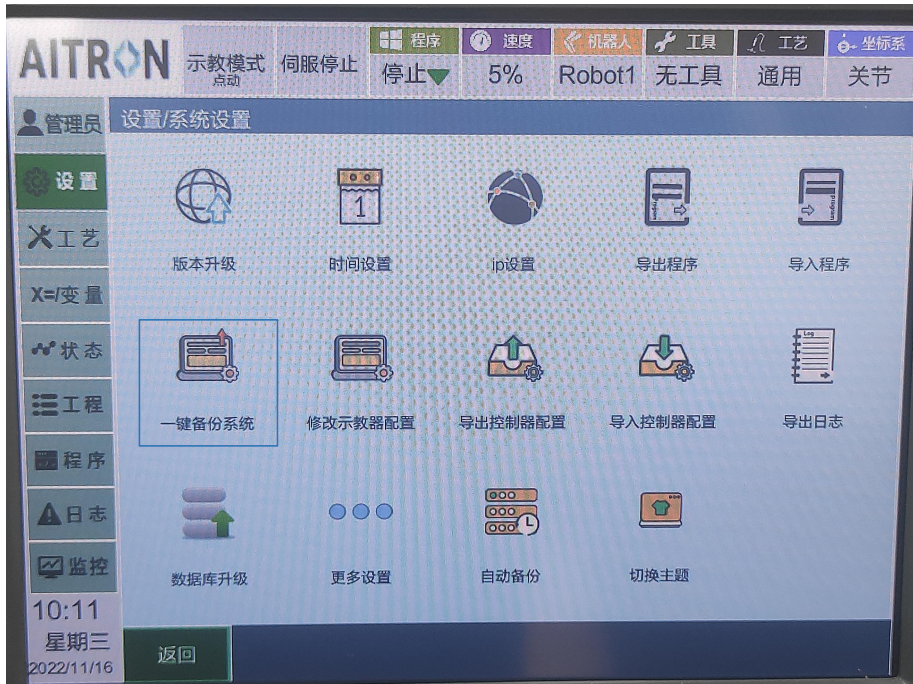 AITRON
示教模式
点动
伺服停止
程序
停止
速度
5%
机器人
Robot1
工具
无工具
工艺
通用
坐标系
关节
管理员
设置/系统设置
设置
工艺
X=/变量
状态
工程
程序
日志
监控
1
版本升级
时间设置
ip设置
program
导出程序
program
导入程序
一键备份系统
修改示教器配置
导出控制器配置
导入控制器配置
Log
导出日志
数据库升级
更多设置
自动备份
切换主题
10:11
星期三
2022/11/16
返回